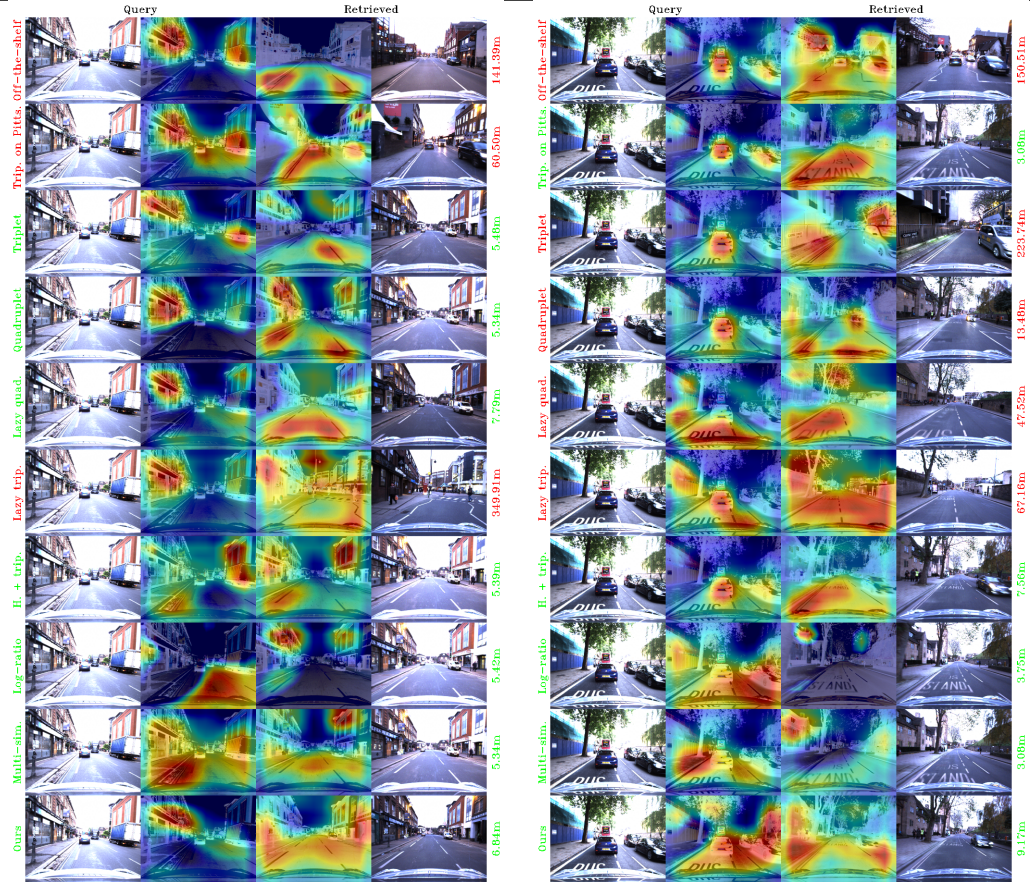 Query Retrieved
Off-the-shelf 141.39m
Trip. on Pitts. 60.50m
Triplet 5.48m
Quadruplet 5.34m
Lazy quad. 7.79m
Lazy trip. 349.91m
H. + trip. 5.39m
Log-ratio 5.42m
Multi-sim. 5.34m
Ours 6.84m
Query Retrieved
Off-the-shelf 150.51m
Trip. on Pitts. 3.08m
Triplet 223.74m
Quadruplet 13.48m
Lazy quad. 47.52m
Lazy trip. 67.16m
H. + trip. 7.56m
Log-ratio 3.75m
Multi-sim. 3.08m
Ours 9.17m